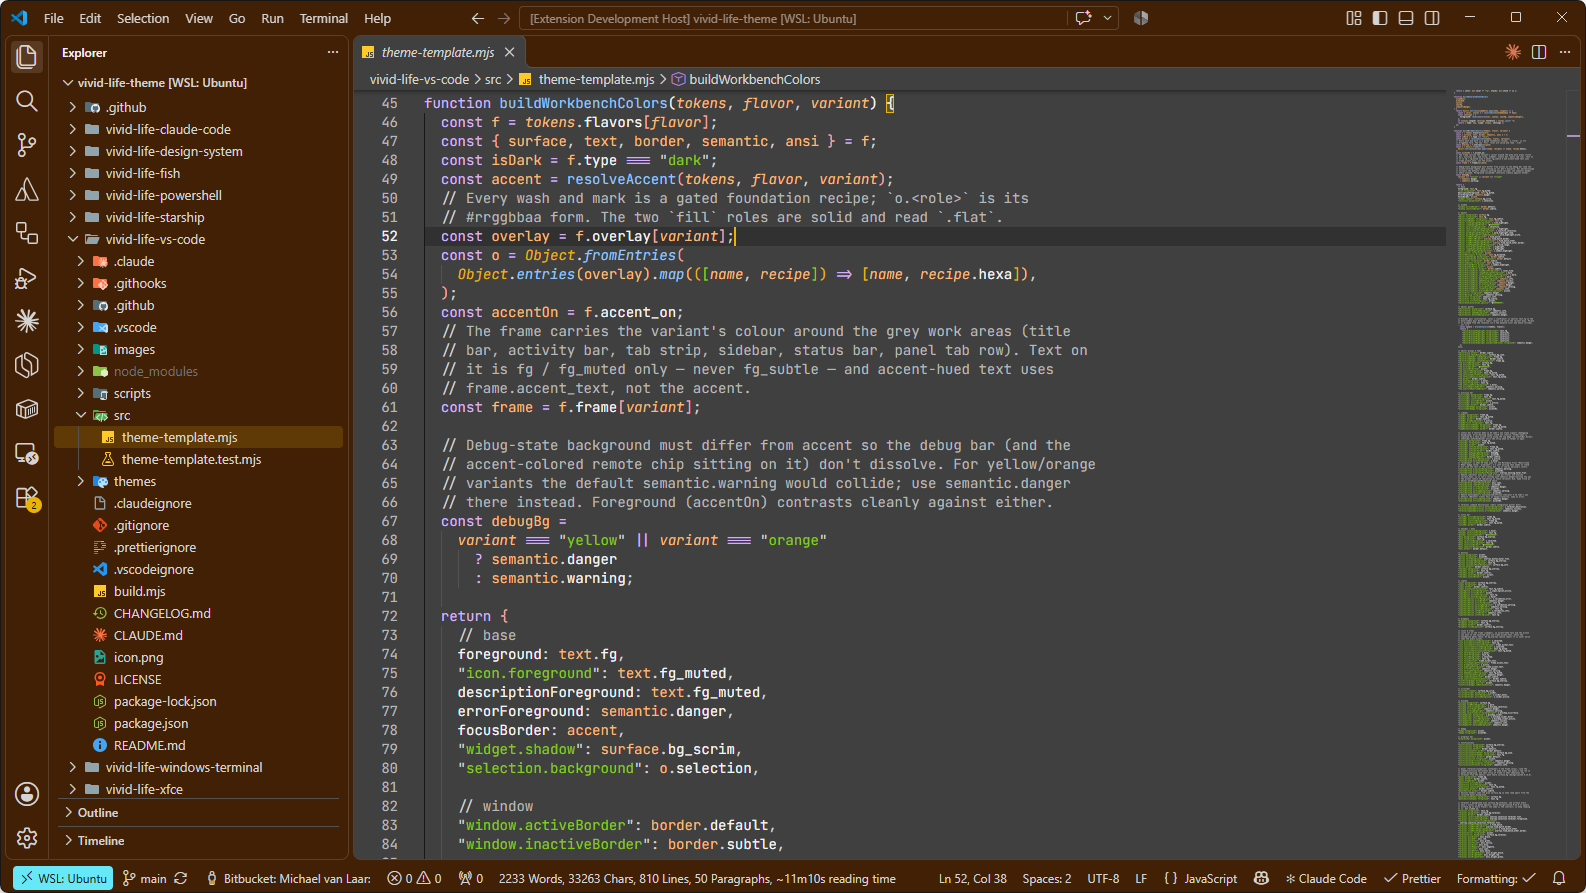 File Edit Selection View Go Run Terminal Help
[Extension Development Host] vivid-life-theme [WSL: Ubuntu]
Explorer
theme-template.mjs
vivid-life-vs-code > src > theme-template.mjs > buildWorkbenchColors
vivid-life-theme [WSL: Ubuntu]
.github
vivid-life-claude-code
vivid-life-design-system
vivid-life-fish
vivid-life-powershell
vivid-life-starship
vivid-life-vs-code
.claude
.githooks
.github
.vscode
images
node_modules
scripts
src
theme-template.mjs
theme-template.test.mjs
themes
.claudeignore
.gitignore
.prettierignore
.vscodeignore
build.mjs
CHANGELOG.md
CLAUDE.md
icon.png
LICENSE
package-lock.json
package.json
README.md
vivid-life-windows-terminal
vivid-life-xfce
Outline
Timeline
2
45 function buildWorkbenchColors(tokens, flavor, variant) {
46 const f = tokens.flavors[flavor];
47 const { surface, text, border, semantic, ansi } = f;
48 const isDark = f.type === "dark";
49 const accent = resolveAccent(tokens, flavor, variant);
50 // Every wash and mark is a gated foundation recipe; `o.<role>` is its
51 // #rrggbbaa form. The two `fill` roles are solid and read `.flat`.
52 const overlay = f.overlay[variant];
53 const o = Object.fromEntries(
54 Object.entries(overlay).map(([name, recipe]) => [name, recipe.hexa]),
55 );
56 const accentOn = f.accent_on;
57 // The frame carries the variant's colour around the grey work areas (title
58 // bar, activity bar, tab strip, sidebar, status bar, panel tab row). Text on
59 // it is fg / fg_muted only — never fg_subtle — and accent-hued text uses
60 // frame.accent_text, not the accent.
61 const frame = f.frame[variant];
62
63 // Debug-state background must differ from accent so the debug bar (and the
64 // accent-colored remote chip sitting on it) don't dissolve. For yellow/orange
65 // variants the default semantic.warning would collide; use semantic.danger
66 // there instead. Foreground (accentOn) contrasts cleanly against either.
67 const debugBg =
68 variant === "yellow" || variant === "orange"
69 ? semantic.danger
70 : semantic.warning;
71
72 return {
73 // base
74 foreground: text.fg,
75 "icon.foreground": text.fg_muted,
76 descriptionForeground: text.fg_muted,
77 errorForeground: semantic.danger,
78 focusBorder: accent,
79 "widget.shadow": surface.bg_scrim,
80 "selection.background": o.selection,
81
82 // window
83 "window.activeBorder": border.default,
84 "window.inactiveBorder": border.subtle,
WSL: Ubuntu main Bitbucket: Michael van Laar: 0 0 0 2233 Words, 33263 Chars, 810 Lines, 50 Paragraphs, ~11m10s reading time Ln 52, Col 38 Spaces: 2 UTF-8 LF { } JavaScript Claude Code Prettier Formatting: